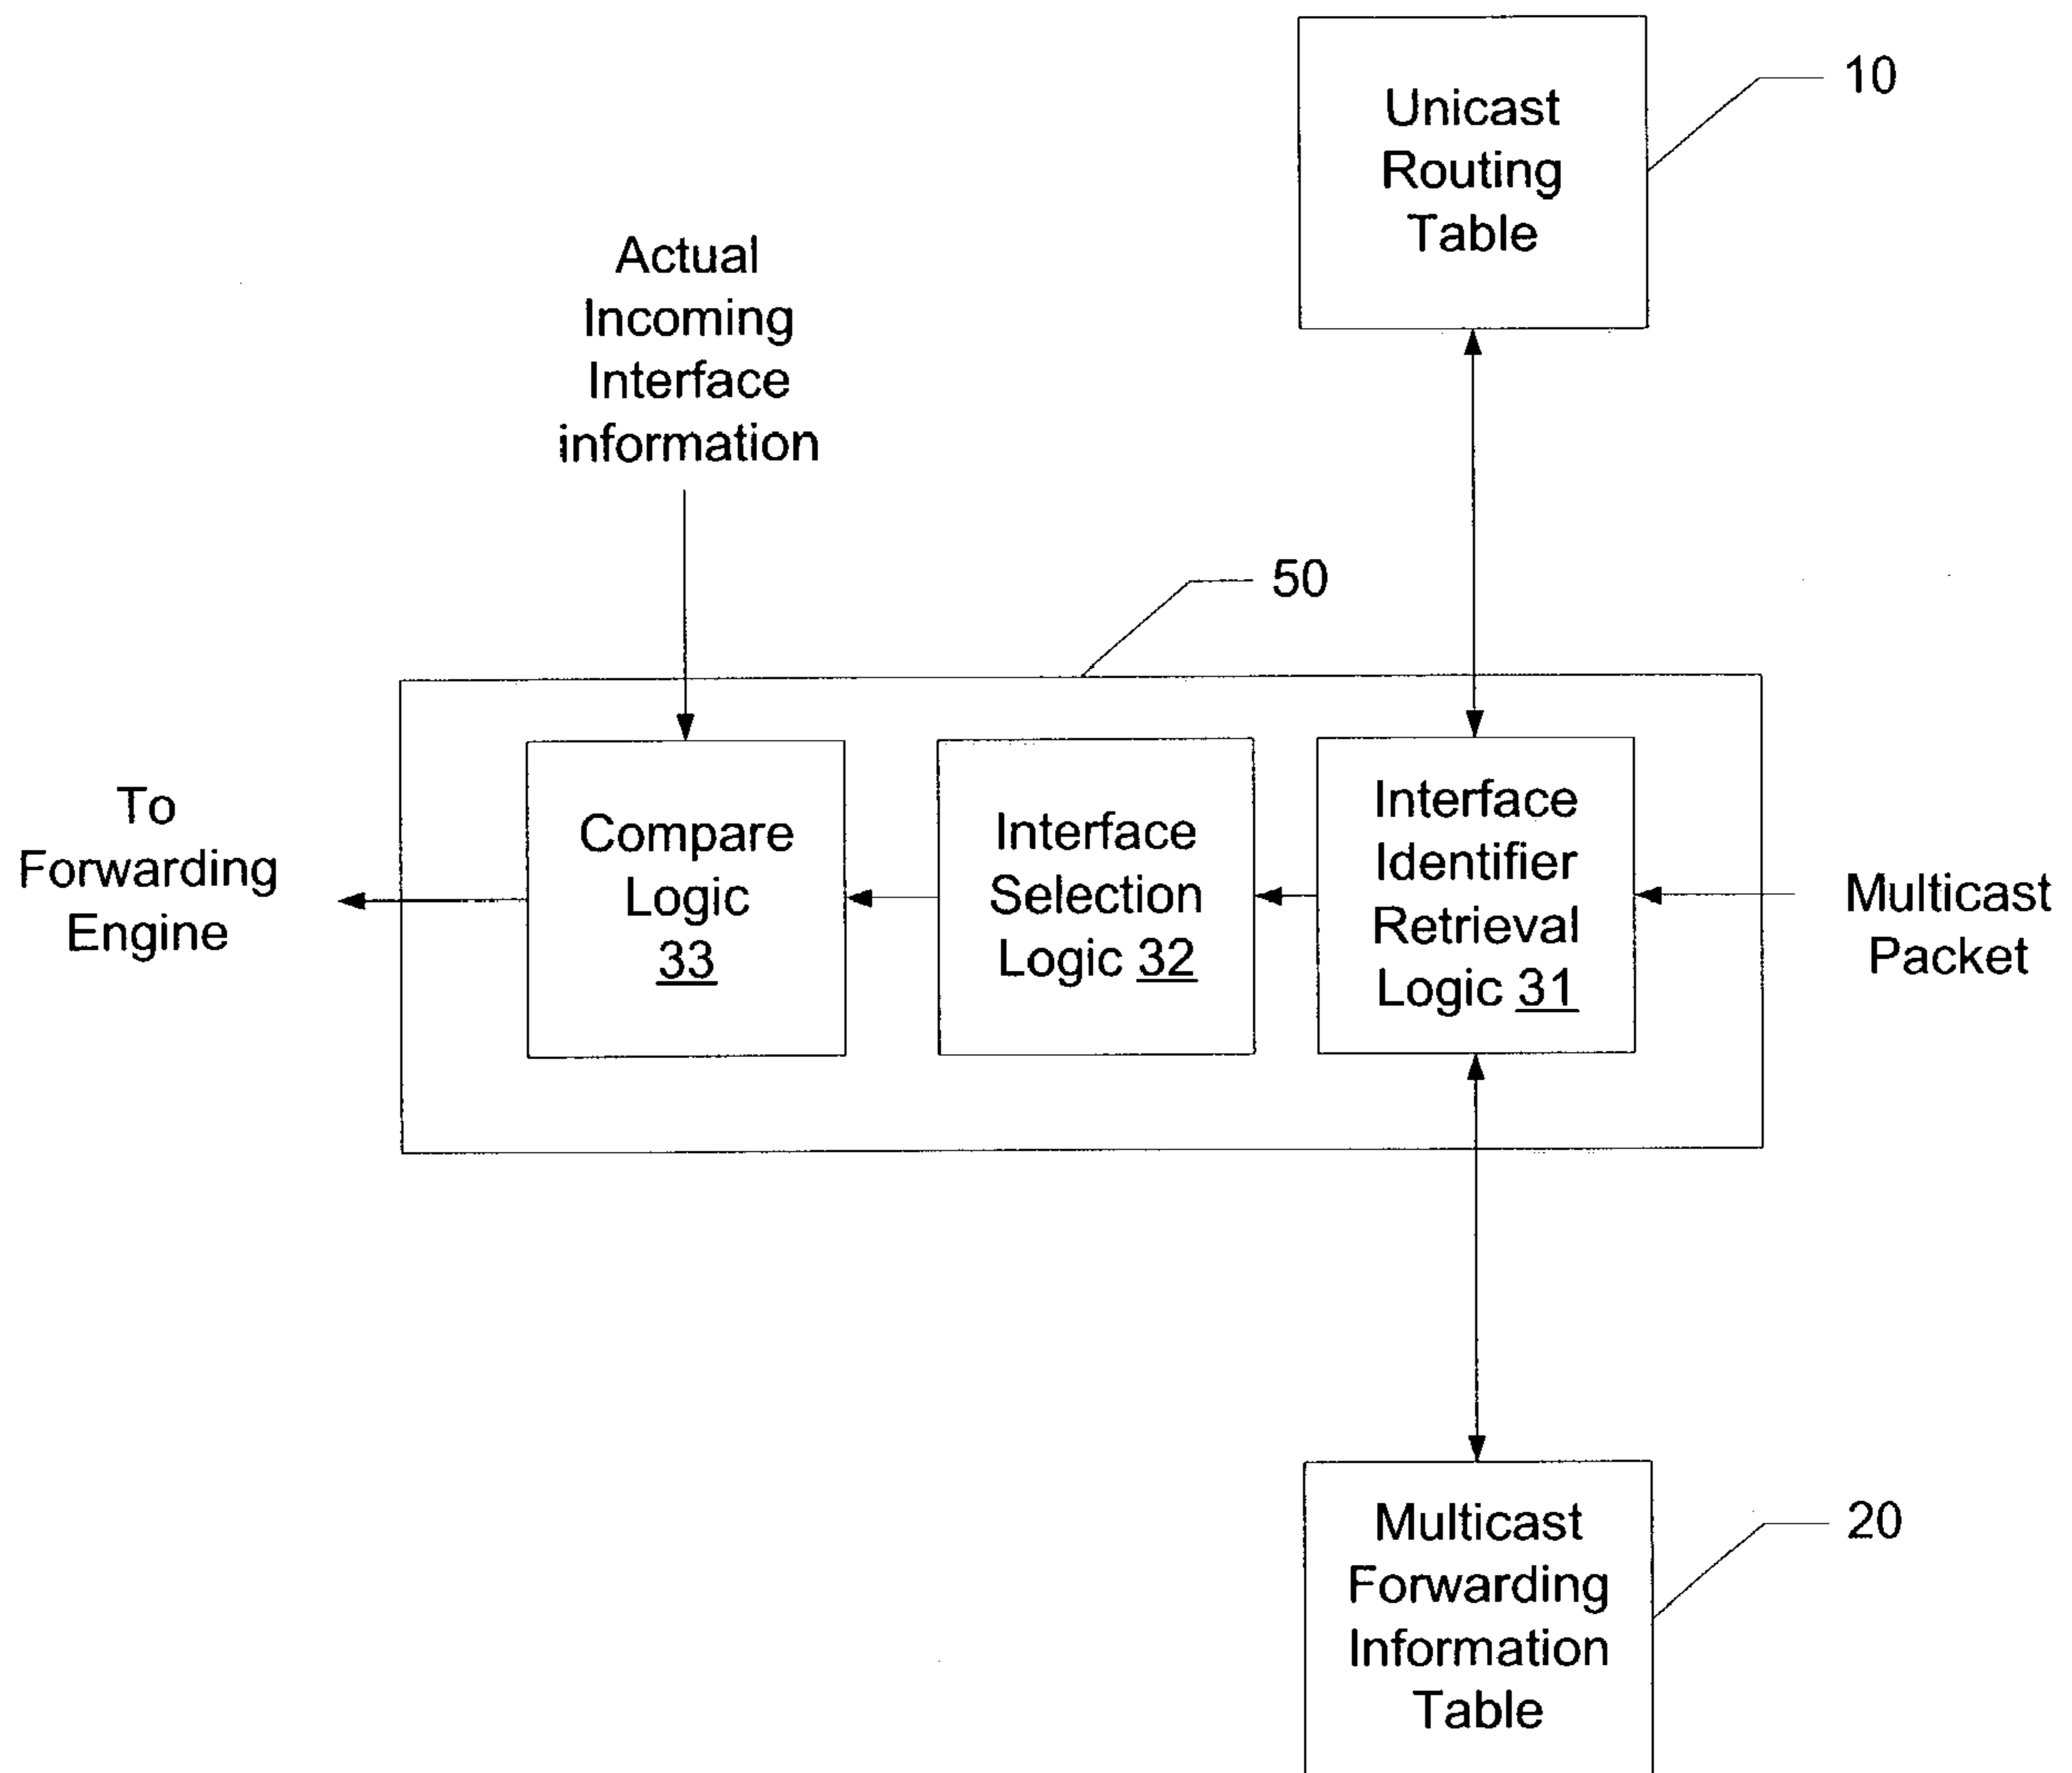 Unicast
Routing
Table
10
Actual
Incoming
Interface
information
50
To
Forwarding
Engine
Compare
Logic
33
Interface
Selection
Logic 32
Interface
Identifier
Retrieval
Logic 31
Multicast
Packet
Multicast
Forwarding
Information
Table
20